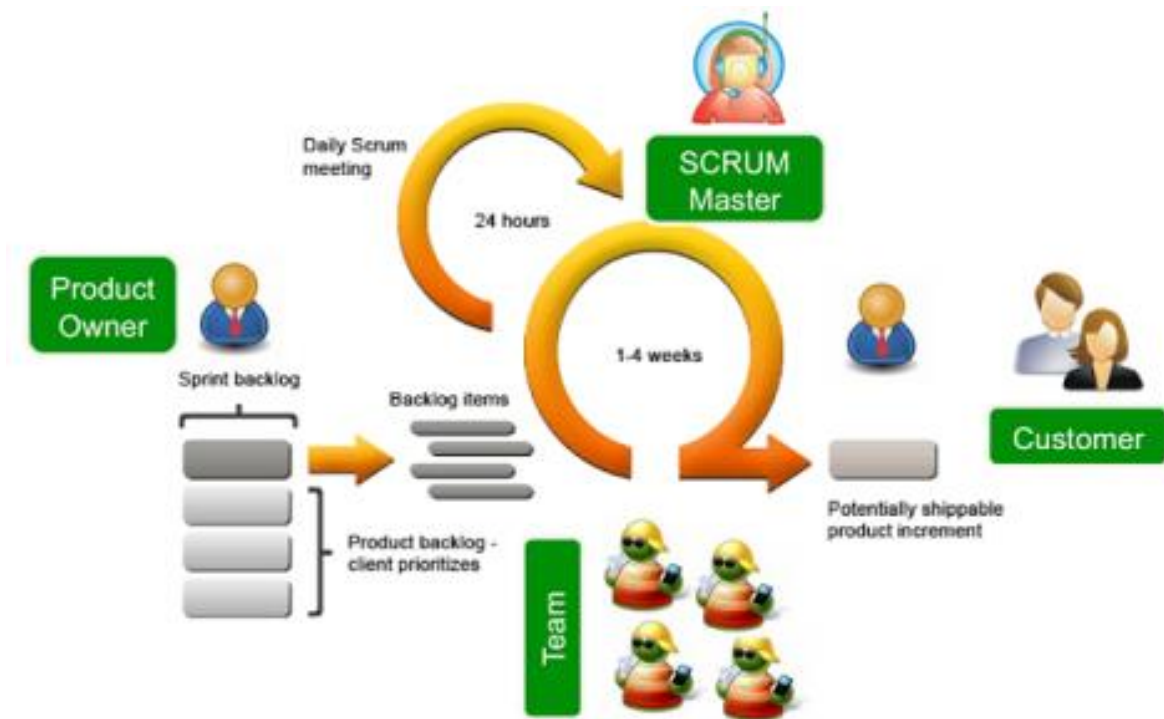 SCRUM
Master
Daily Scrum
meeting
24 hours
Product
Owner
1-4 weeks
Sprint backlog
Backlog items
Customer
Potentially shippable
product increment
Product backlog -
client prioritizes
Team